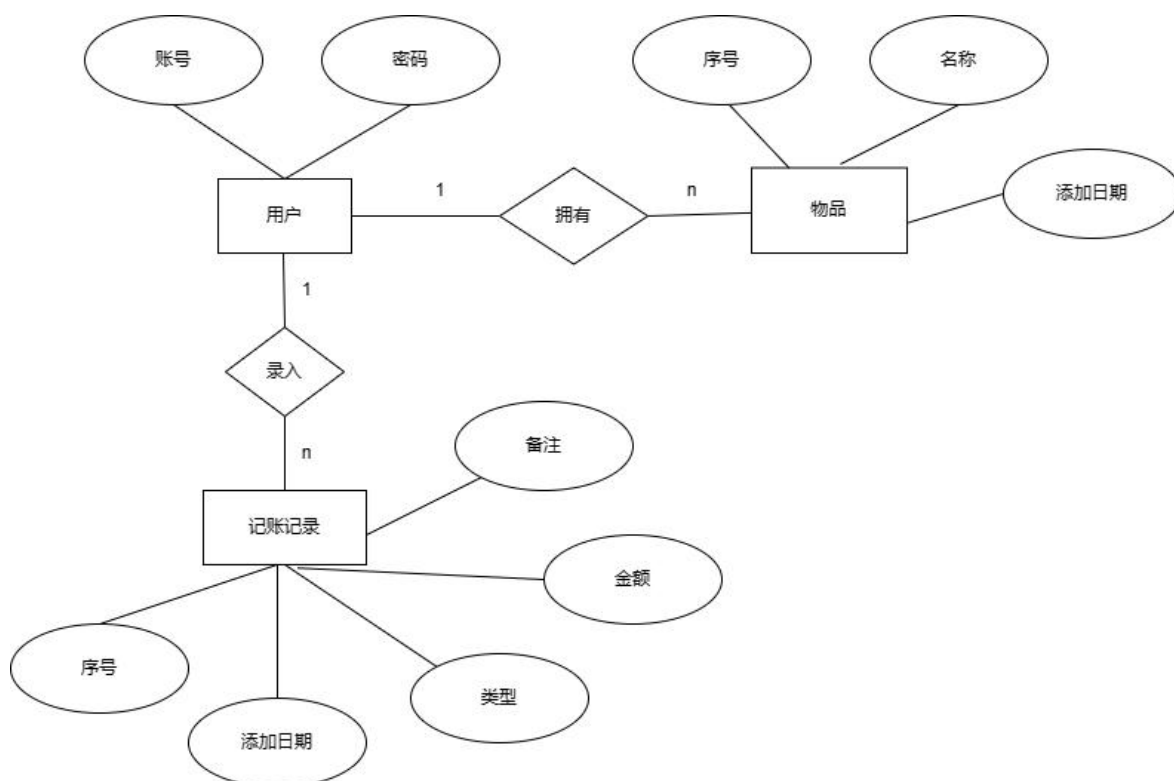 账号
密码
序号
名称
添加日期
用户
1
拥有
n
物品
1
录入
n
备注
记账记录
金额
序号
类型
添加日期